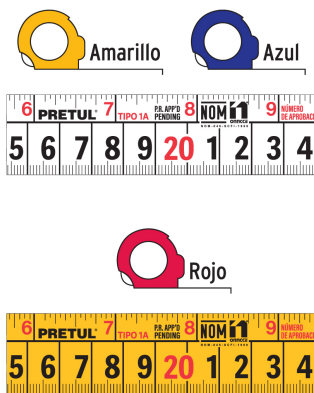 Amarillo
Azul
6 PRETUL® 7 TIPO 1A P.R. APP'D PENDING 8 NOM 9 NÚMERO DE APROBAC
5 6 7 8 9 20 1 2 3 4
Rojo
6 PRETUL® 7 TIPO 1A P.R. APP'D PENDING 8 NOM 9 NÚMERO DE APROBAC
5 6 7 8 9 20 1 2 3 4